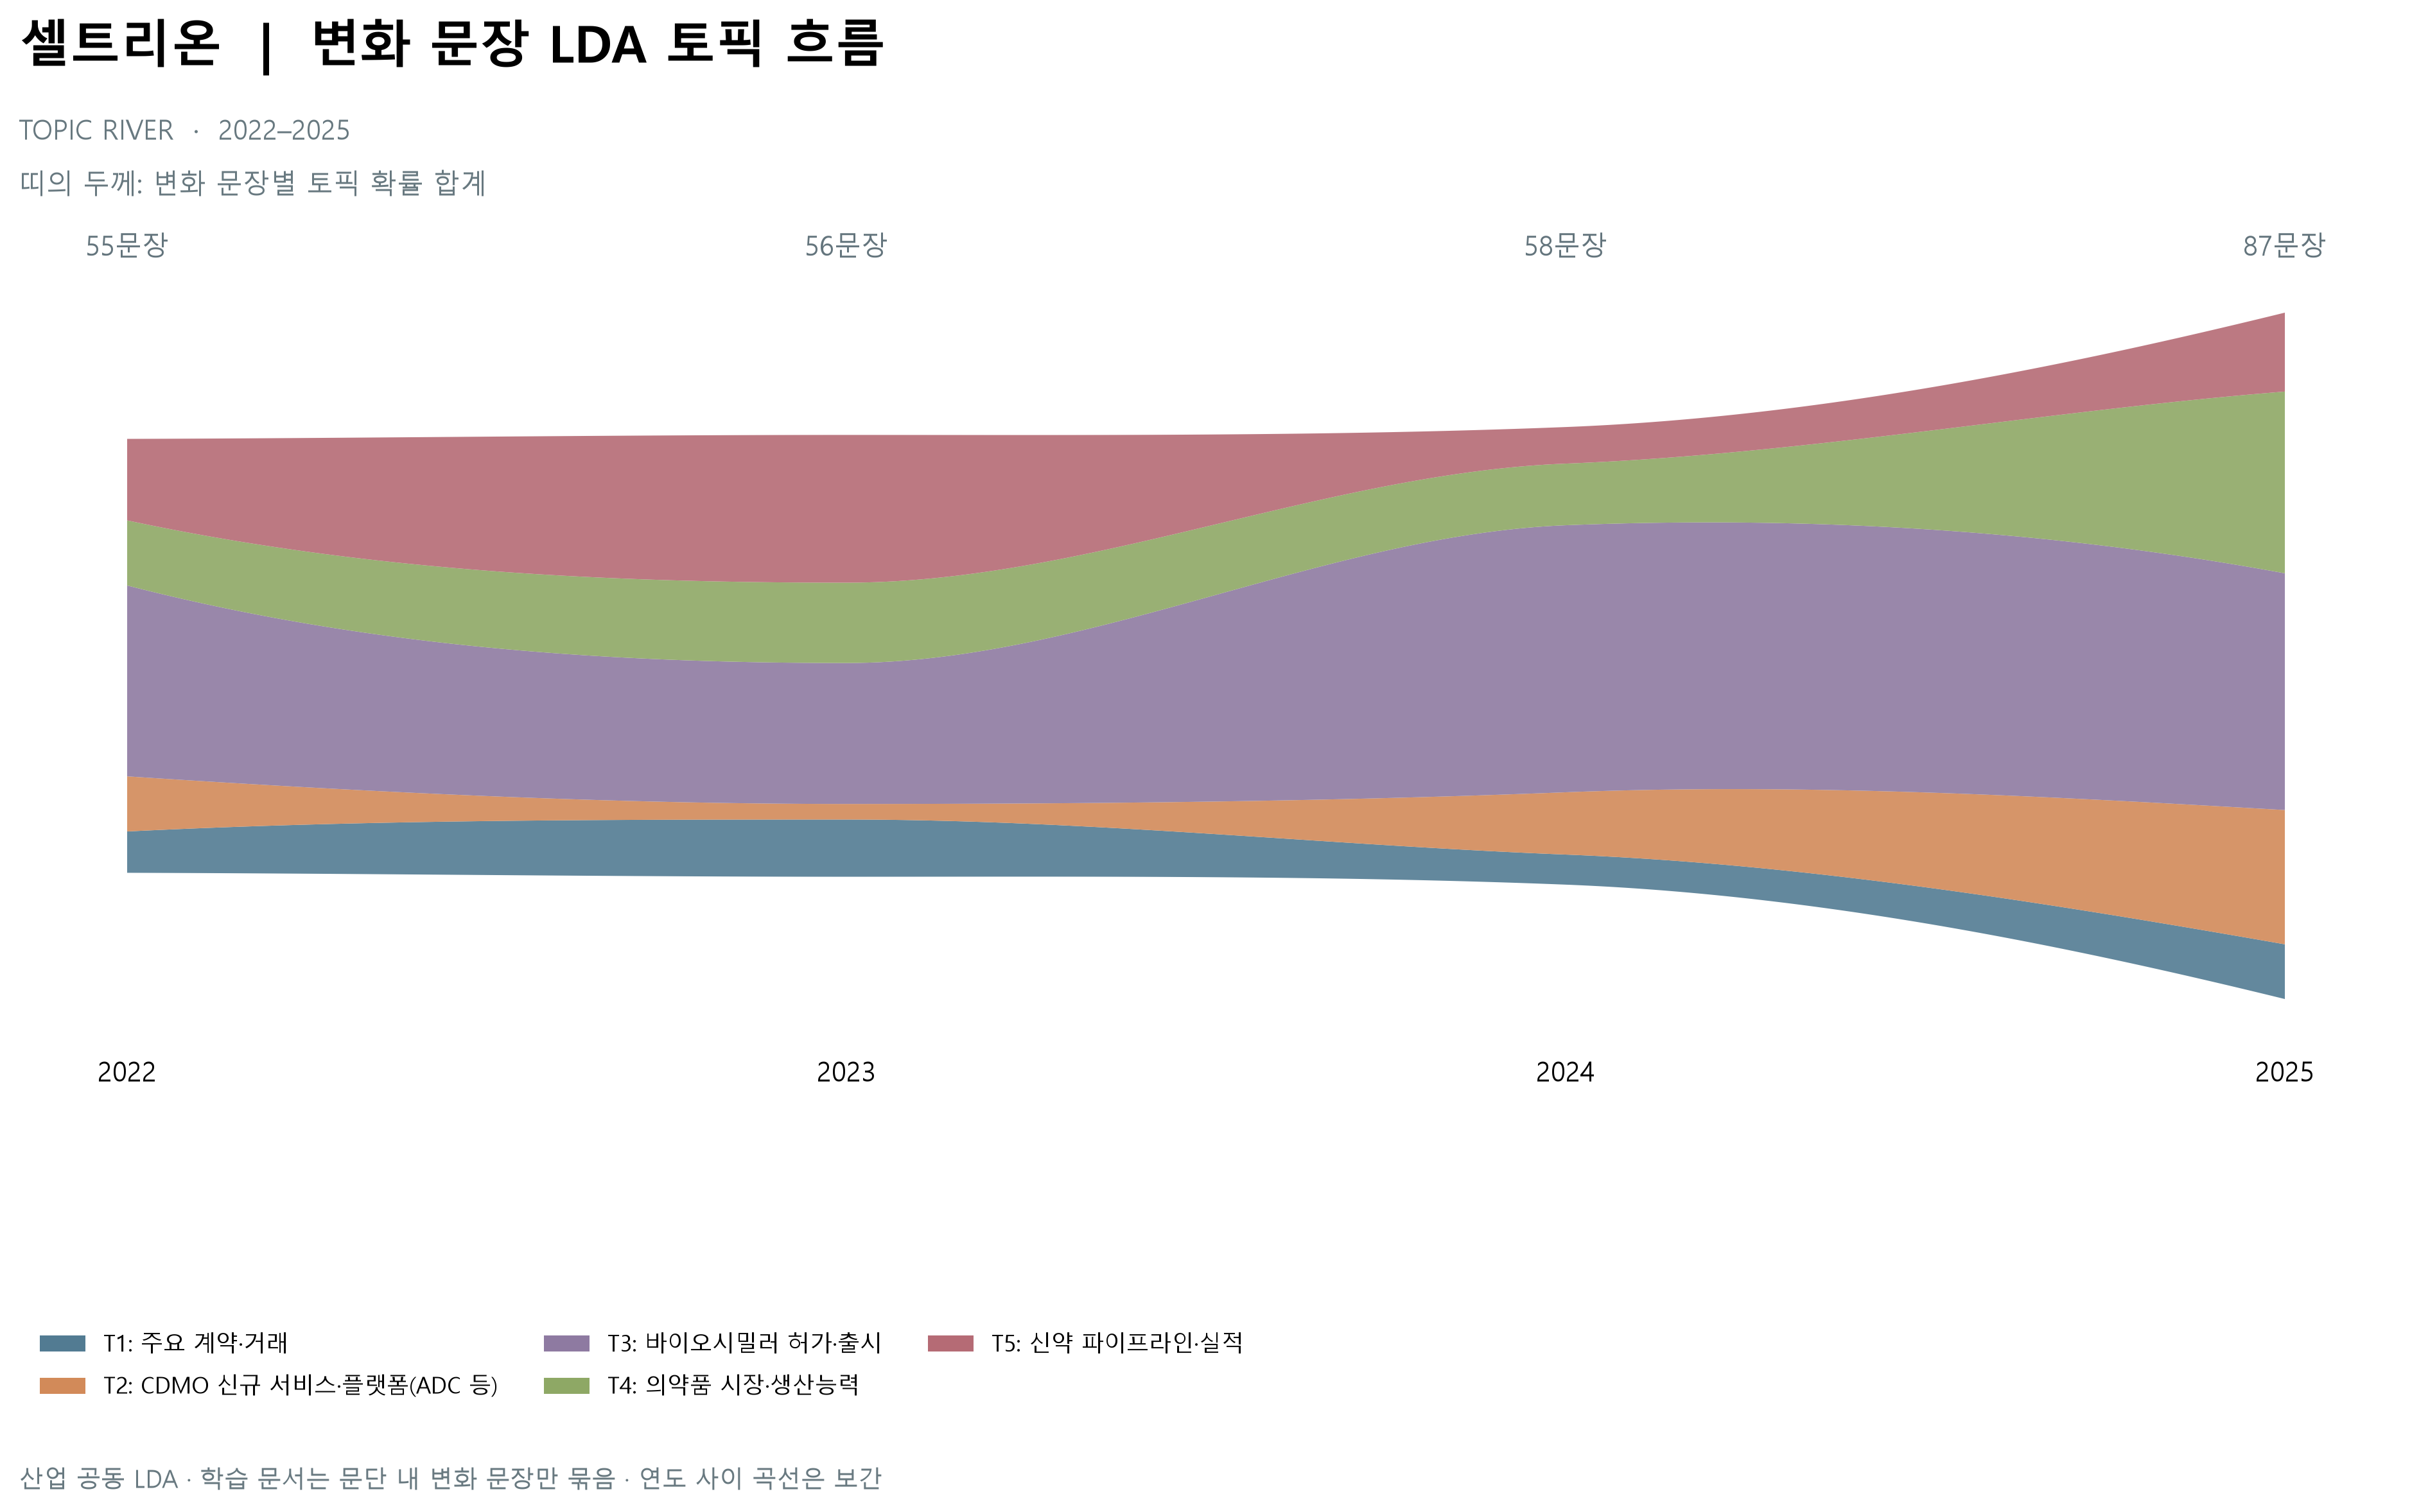 셀트리온 | 변화 문장 LDA 토픽 흐름
TOPIC RIVER · 2022–2025
띠의 두께: 변화 문장별 토픽 확률 합계
55문장 56문장 58문장 87문장
2022 2023 2024 2025
T1: 주요 계약·거래 T3: 바이오시밀러 허가·출시 T5: 신약 파이프라인·실적
T2: CDMO 신규 서비스·플랫폼(ADC 등) T4: 의약품 시장·생산능력
산업 공동 LDA · 학습 문서는 문단 내 변화 문장만 묶음 · 연도 사이 곡선은 보간